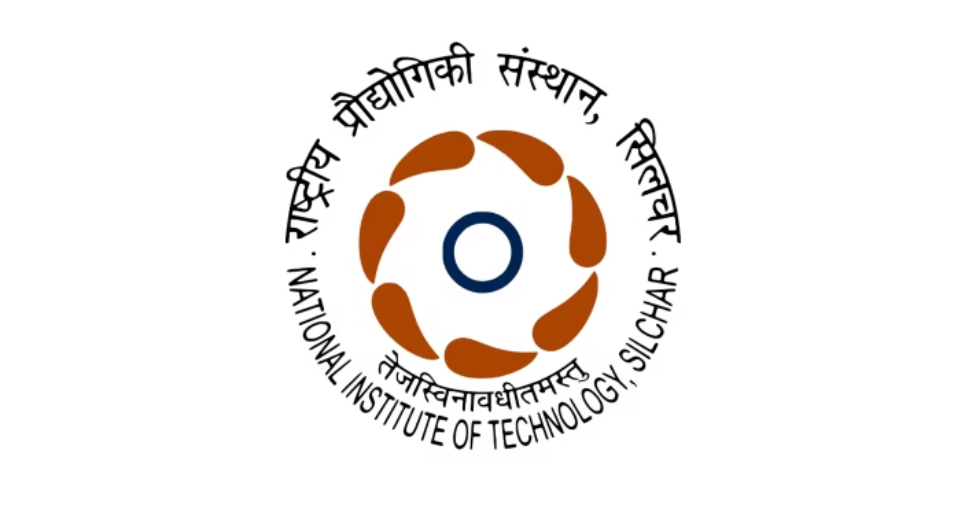 राष्ट्रीय प्रौद्योगिकी संस्थान, सिलचर
तेजस्विनावधीतमस्तु
· NATIONAL INSTITUTE OF TECHNOLOGY, SILCHAR ·